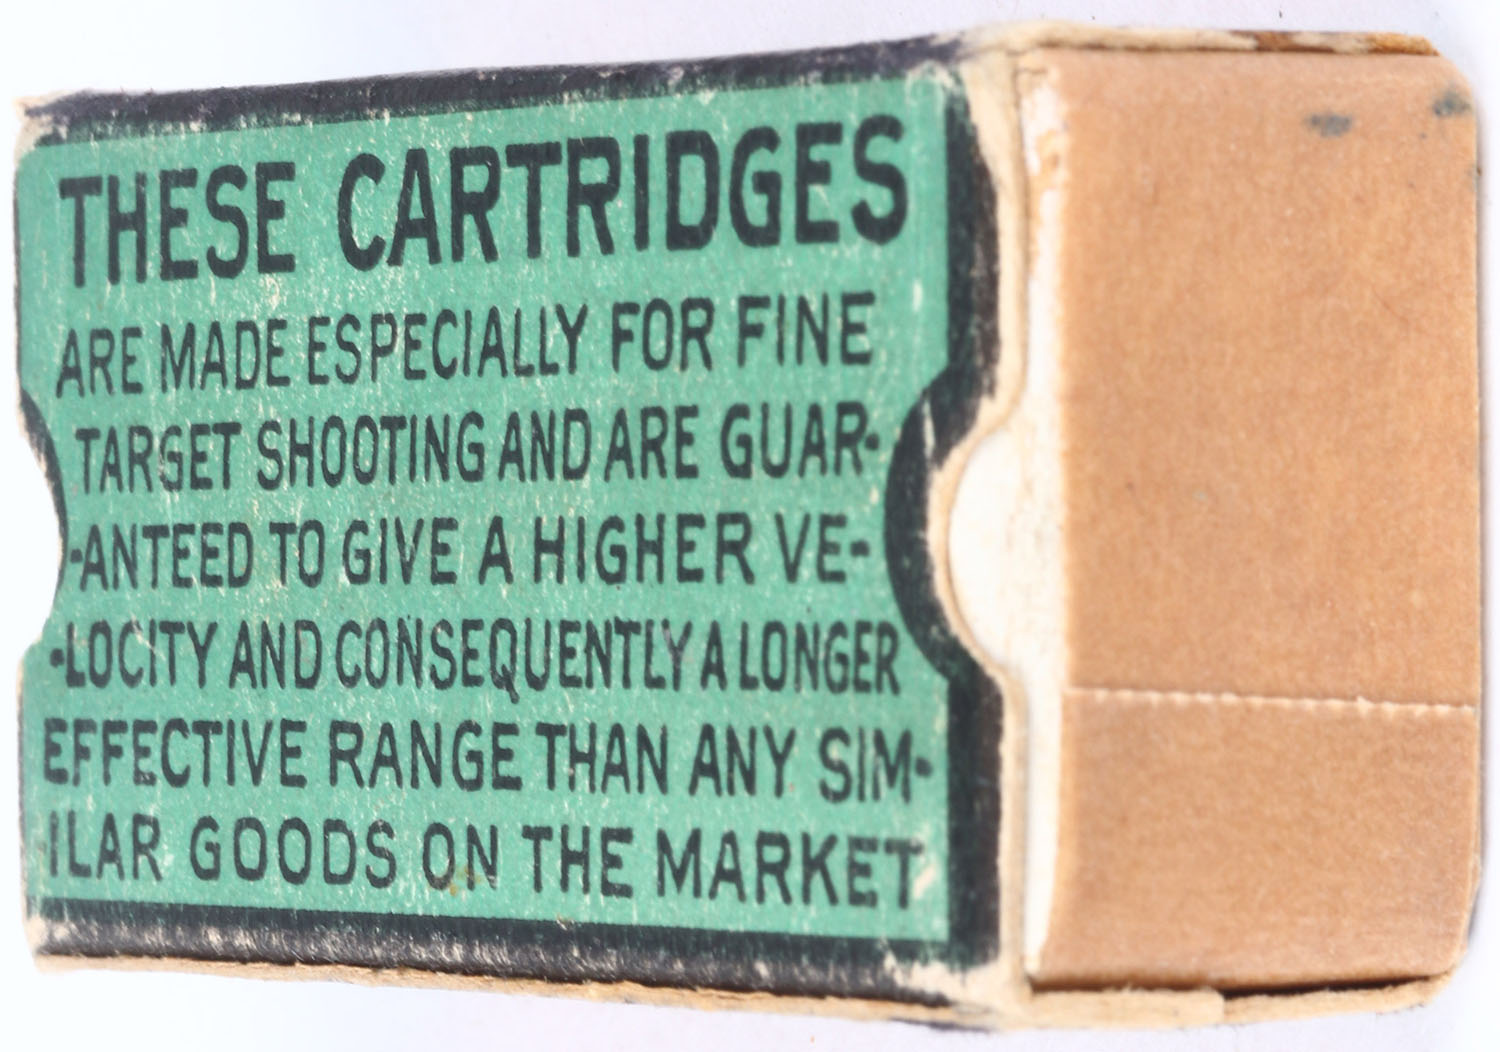 THESE CARTRIDGES
ARE MADE ESPECIALLY FOR FINE
TARGET SHOOTING AND ARE GUAR-
-ANTEED TO GIVE A HIGHER VE-
-LOCITY AND CONSEQUENTLY A LONGER
EFFECTIVE RANGE THAN ANY SIM-
-ILAR GOODS ON THE MARKET